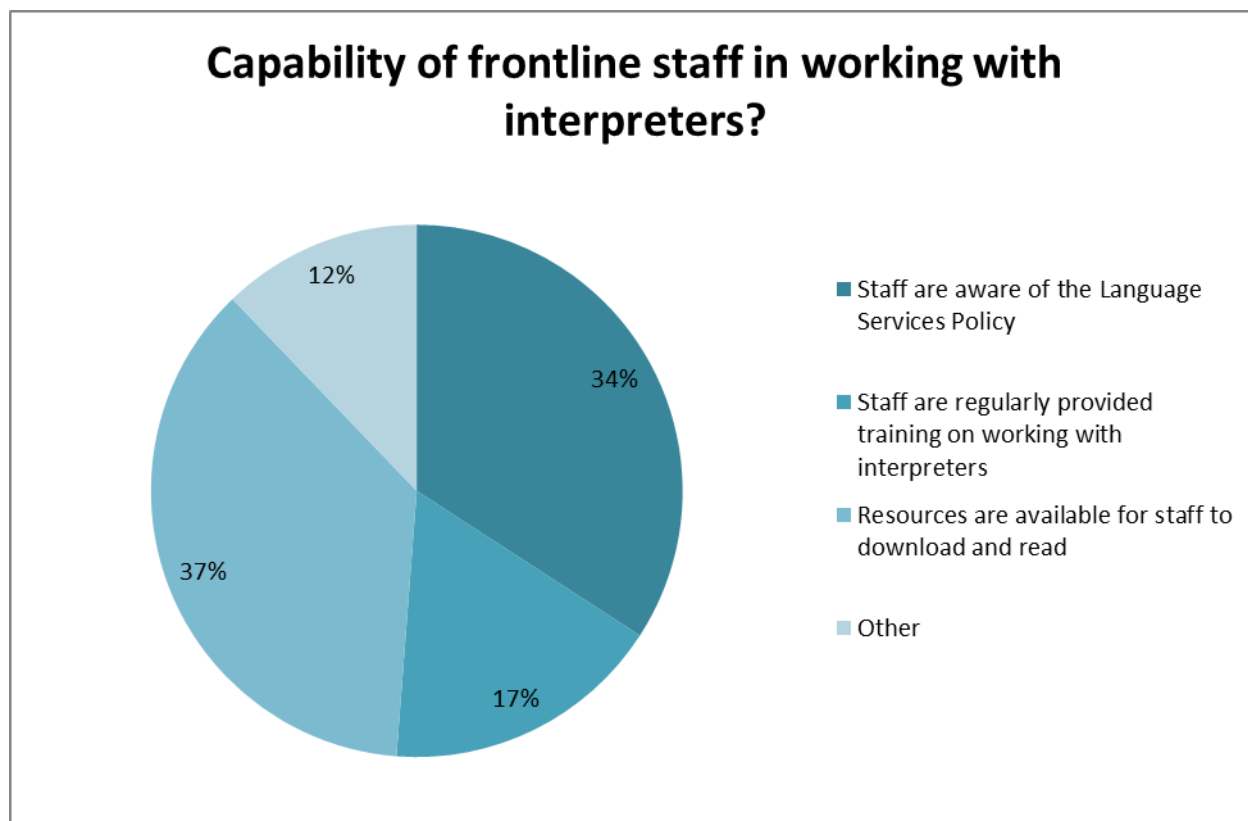 Capability of frontline staff in working with
interpreters?
12%
34%
37%
17%
Staff are aware of the Language
Services Policy
Staff are regularly provided
training on working with
interpreters
Resources are available for staff to
download and read
Other